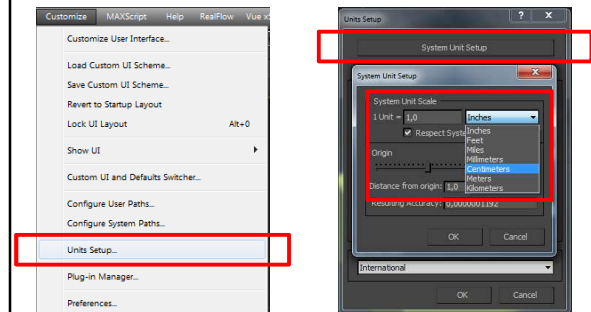 Customize MAXScript Help RealFlow Vue x
Customize User Interface...
Load Custom UI Scheme...
Save Custom UI Scheme...
Revert to Startup Layout
Lock UI Layout Alt+0
Show UI
Custom UI and Defaults Switcher...
Configure User Paths...
Configure System Paths...
Units Setup...
Plug-in Manager...
Preferences...
Units Setup
System Unit Setup
System Unit Setup
System Unit Scale
1 Unit = 1,0 Inches
Respect Syste
Inches
Feet
Miles
Millimeters
Centimeters
Meters
Kilometers
Origin
Distance from origin: 1,0
Resulting Accuracy: 0,0000001192
OK Cancel
International
OK Cancel